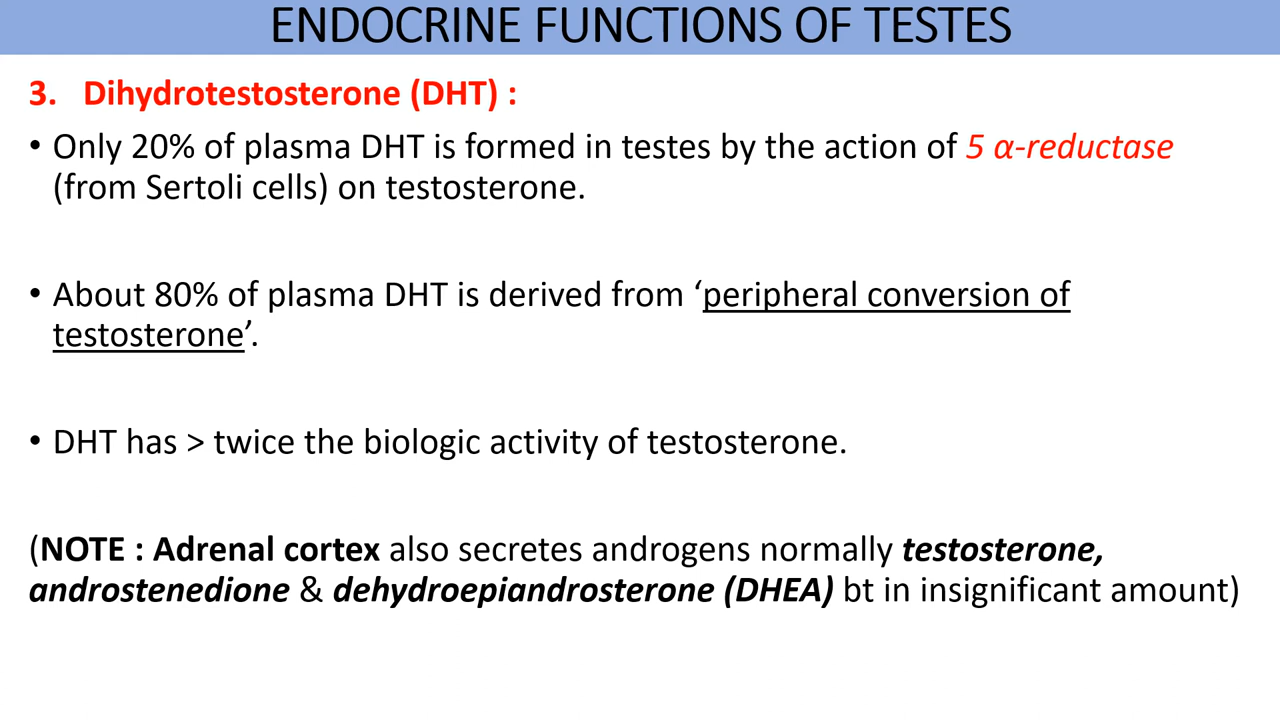 ENDOCRINE FUNCTIONS OF TESTES
3. Dihydrotestosterone (DHT) :
• Only 20% of plasma DHT is formed in testes by the action of 5 α-reductase
(from Sertoli cells) on testosterone.
• About 80% of plasma DHT is derived from ‘peripheral conversion of
testosterone’.
• DHT has > twice the biologic activity of testosterone.
(NOTE : Adrenal cortex also secretes androgens normally testosterone,
androstenedione & dehydroepiandrosterone (DHEA) bt in insignificant amount)